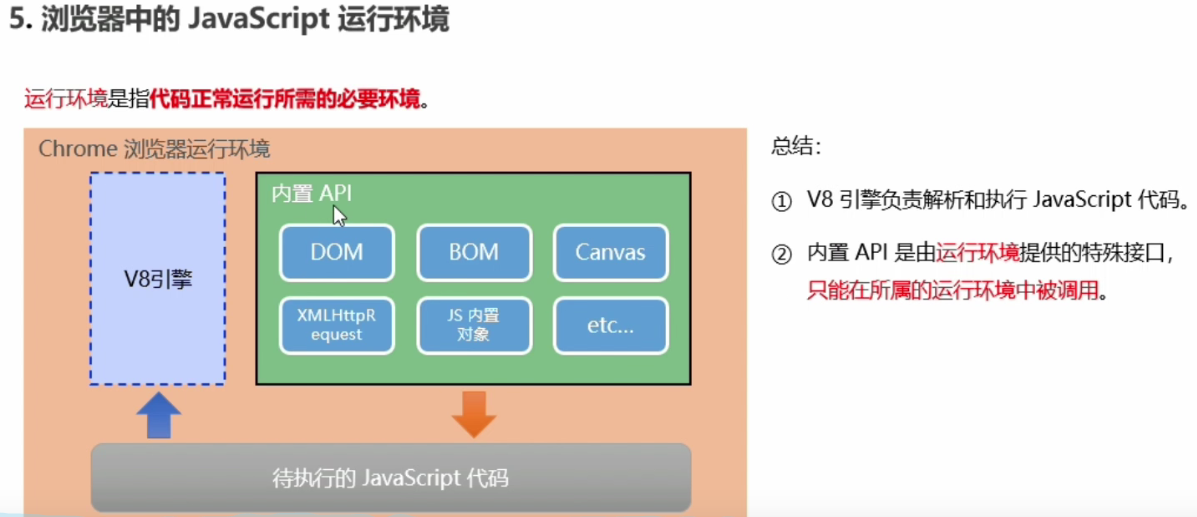 5. 浏览器中的 JavaScript 运行环境
运行环境是指代码正常运行所需的必要环境。
Chrome 浏览器运行环境
V8引擎
内置 API
DOM
BOM
Canvas
XMLHttpR
equest
JS 内置
对象
etc...
待执行的 JavaScript 代码
总结：
① V8 引擎负责解析和执行 JavaScript 代码。
② 内置 API 是由运行环境提供的特殊接口，
只能在所属的运行环境中被调用。